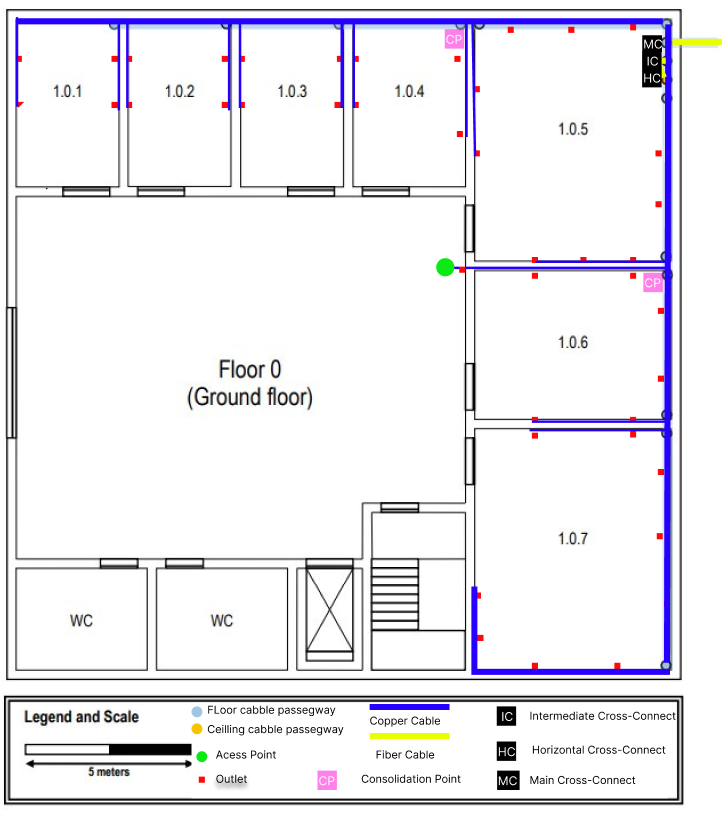 CP
MC
IC
HC
1.0.1
1.0.2
1.0.3
1.0.4
1.0.5
CP
1.0.6
Floor 0
(Ground floor)
1.0.7
WC
WC
Legend and Scale
5 meters
FLoor cabble passegway
Ceilling cabble passegway
Acess Point
Outlet
Copper Cable
Fiber Cable
CP Consolidation Point
IC Intermediate Cross-Connect
HC Horizontal Cross-Connect
MC Main Cross-Connect